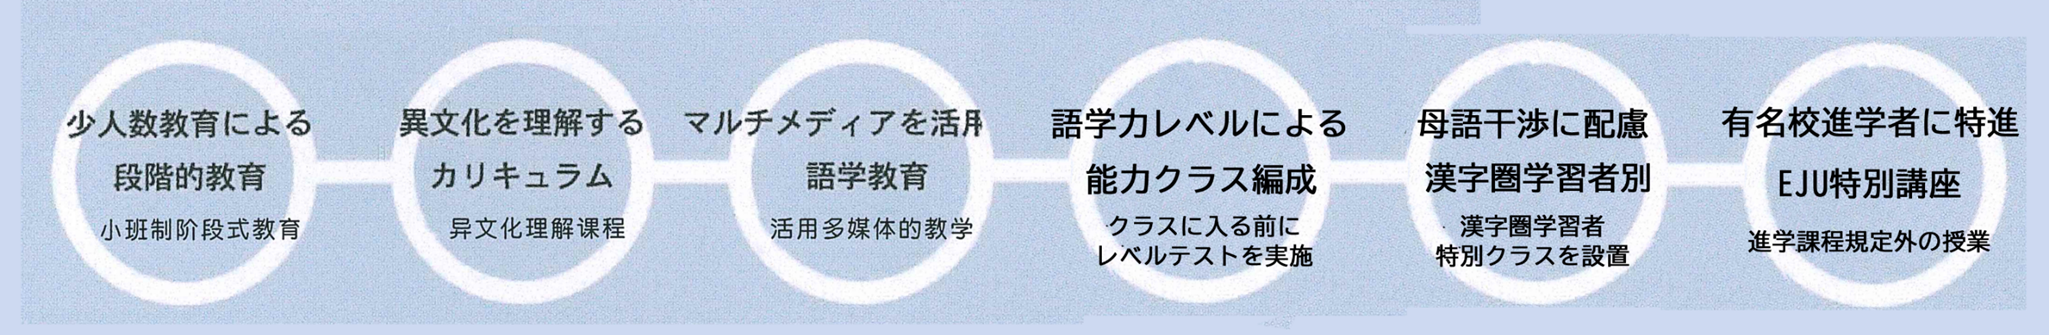 少人数教育による
段階的教育
小班制阶段式教育
異文化を理解する
カリキュラム
异文化理解课程
マルチメディアを活用
語学教育
活用多媒体的教学
語学力レベルによる
能力クラス編成
クラスに入る前に
レベルテストを実施
母語干渉に配慮
漢字圏学習者別
漢字圏学習者
特別クラスを設置
有名校進学者に特進
EJU特別講座
進学課程規定外の授業